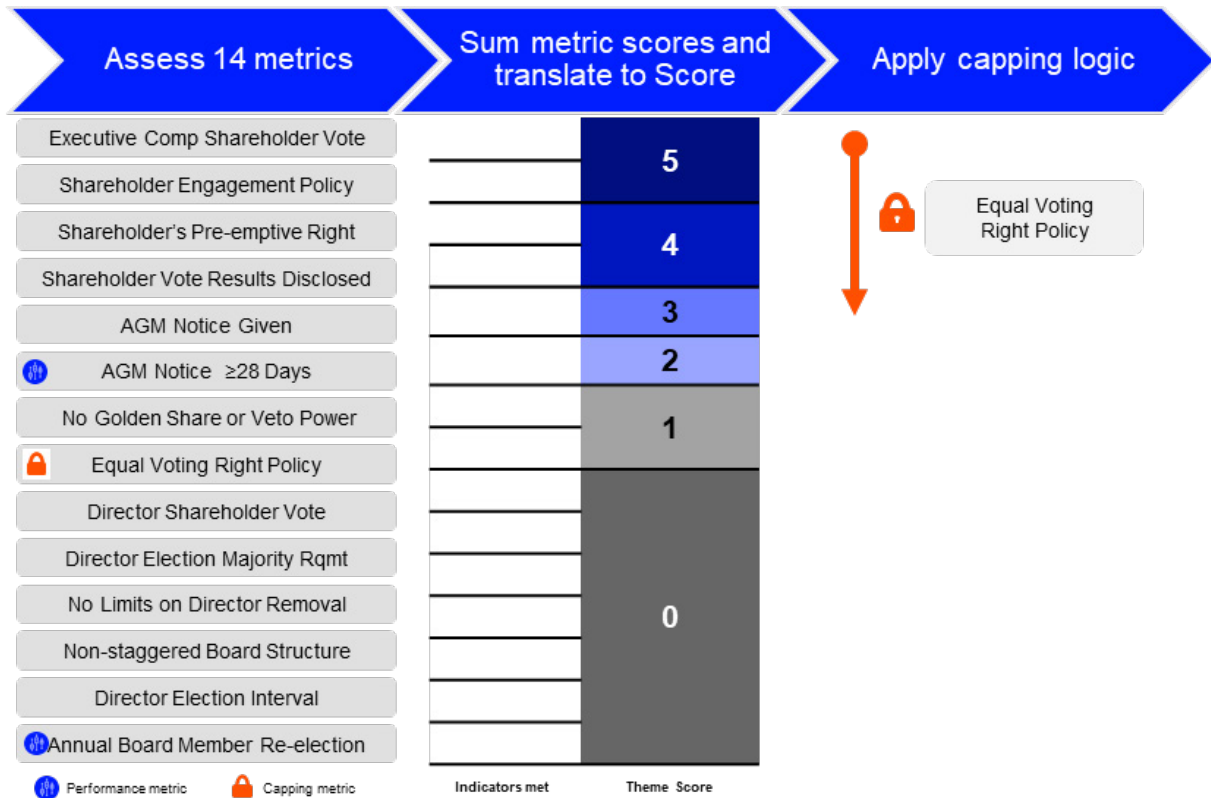 Assess 14 metrics
Sum metric scores and
translate to Score
Apply capping logic
Executive Comp Shareholder Vote
Shareholder Engagement Policy
Shareholder's Pre-emptive Right
Shareholder Vote Results Disclosed
AGM Notice Given
AGM Notice ≥28 Days
No Golden Share or Veto Power
Equal Voting Right Policy
Director Shareholder Vote
Director Election Majority Rqmt
No Limits on Director Removal
Non-staggered Board Structure
Director Election Interval
Annual Board Member Re-election
Performance metric
Capping metric
5
4
3
2
1
0
Indicators met
Theme Score
Equal Voting
Right Policy